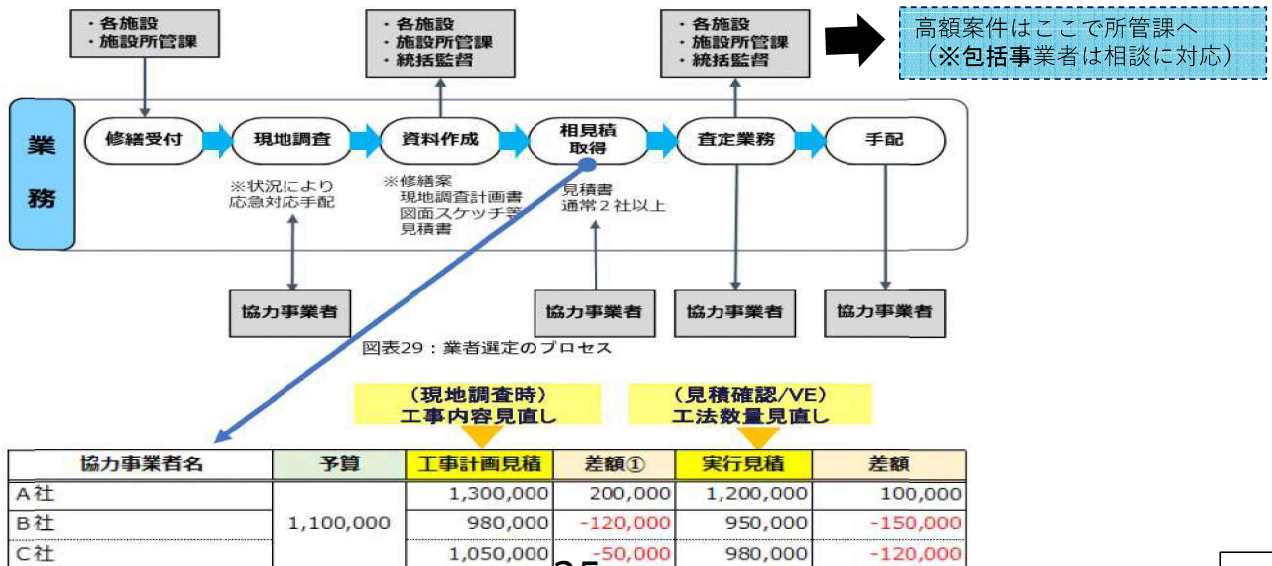 ・各施設
・施設所管課
・各施設
・施設所管課
・統括監督
・各施設
・施設所管課
・統括監督
高額案件はここで所管課へ
（※包括事業者は相談に対応）
業務
修繕受付
現地調査
資料作成
相見積
取得
査定業務
手配
※状況により
応急対応手配
※修繕案
現地調査計画書
図面スケッチ等
見積書
見積書
通常２社以上
協力事業者
協力事業者
協力事業者
協力事業者
図表29：業者選定のプロセス
（現地調査時）
工事内容見直し
（見積確認/VE）
工法数量見直し
協力事業者名 予算 工事計画見積 差額① 実行見積 差額
A社 1,300,000 200,000 1,200,000 100,000
B社 1,100,000 980,000 -120,000 950,000 -150,000
C社 1,050,000 -50,000 980,000 -120,000